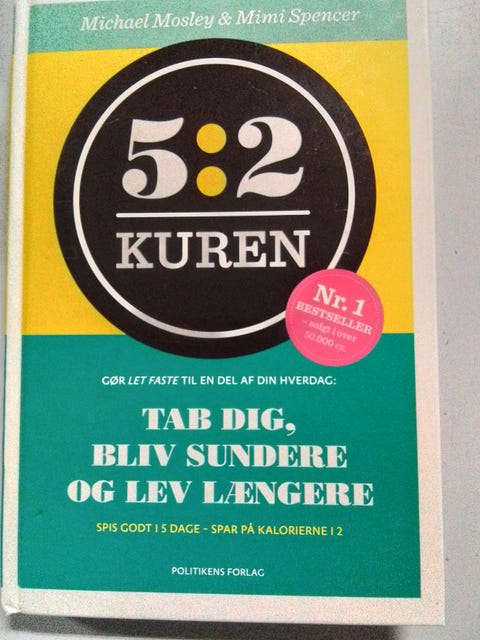 Michael Mosley & Mimi Spencer
5:2
KUREN
Nr. 1
BESTSELLER
- solgt i over
50.000 ex.
GØR LET FASTE TIL EN DEL AF DIN HVERDAG:
TAB DIG,
BLIV SUNDERE
OG LEV LÆNGERE
SPIS GODT I 5 DAGE - SPAR PÅ KALORIERNE I 2
POLITIKENS FORLAG